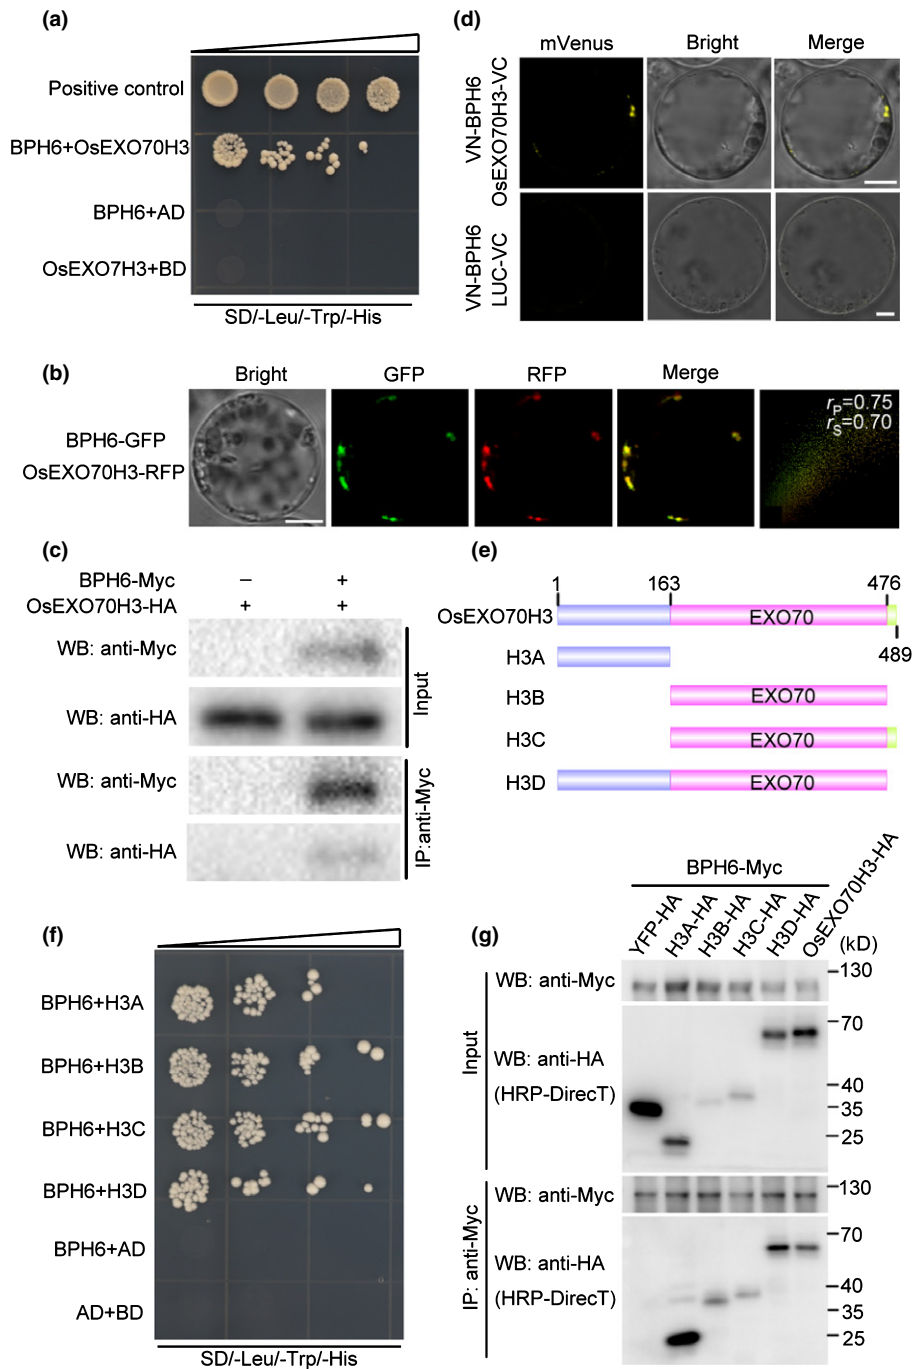 (a)
Positive control
BPH6+OsEXO70H3
BPH6+AD
OsEXO7H3+BD
SD/-Leu/-Trp/-His
(d)
mVenus Bright Merge
VN-BPH6
OsEXO70H3-VC
VN-BPH6
LUC-VC
(b)
Bright GFP RFP Merge
BPH6-GFP
OsEXO70H3-RFP
rP=0.75
rS=0.70
(c)
BPH6-Myc – +
OsEXO70H3-HA + +
WB: anti-Myc
WB: anti-HA
Input
WB: anti-Myc
WB: anti-HA
IP:anti-Myc
(e)
1 163 476
OsEXO70H3 EXO70
489
H3A
H3B EXO70
H3C EXO70
H3D EXO70
(f)
BPH6+H3A
BPH6+H3B
BPH6+H3C
BPH6+H3D
BPH6+AD
AD+BD
SD/-Leu/-Trp/-His
(g)
BPH6-Myc
YFP-HA
H3A-HA
H3B-HA
H3C-HA
H3D-HA
OsEXO70H3-HA
(kD)
Input
WB: anti-Myc
130
WB: anti-HA
(HRP-DirecT)
70
40
35
25
IP: anti-Myc
WB: anti-Myc
130
WB: anti-HA
(HRP-DirecT)
70
40
35
25